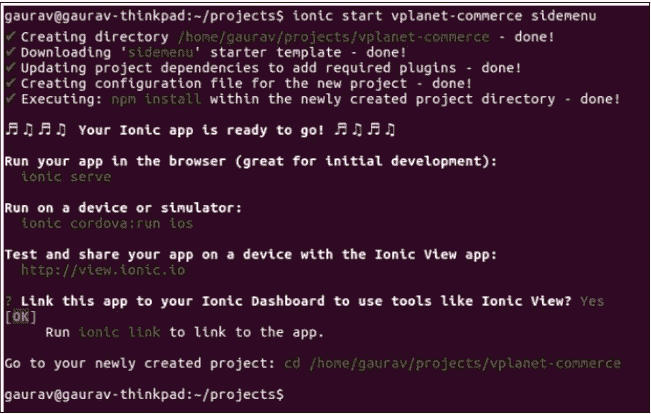 gaurav@gaurav-thinkpad:~/projects$ ionic start vplanet-commerce sidemenu
✔ Creating directory /home/gaurav/projects/vplanet-commerce - done!
✔ Downloading 'sidemenu' starter template - done!
✔ Updating project dependencies to add required plugins - done!
✔ Creating configuration file for the new project - done!
✔ Executing: npm install within the newly created project directory - done!
♬♫♬♫ Your Ionic app is ready to go! ♬♫♬♫
Run your app in the browser (great for initial development):
ionic serve
Run on a device or simulator:
ionic cordova:run ios
Test and share your app on a device with the Ionic View app:
http://view.ionic.io
? Link this app to your Ionic Dashboard to use tools like Ionic View? Yes
[OK]
Run ionic link to link to the app.
Go to your newly created project: cd /home/gaurav/projects/vplanet-commerce
gaurav@gaurav-thinkpad:~/projects$